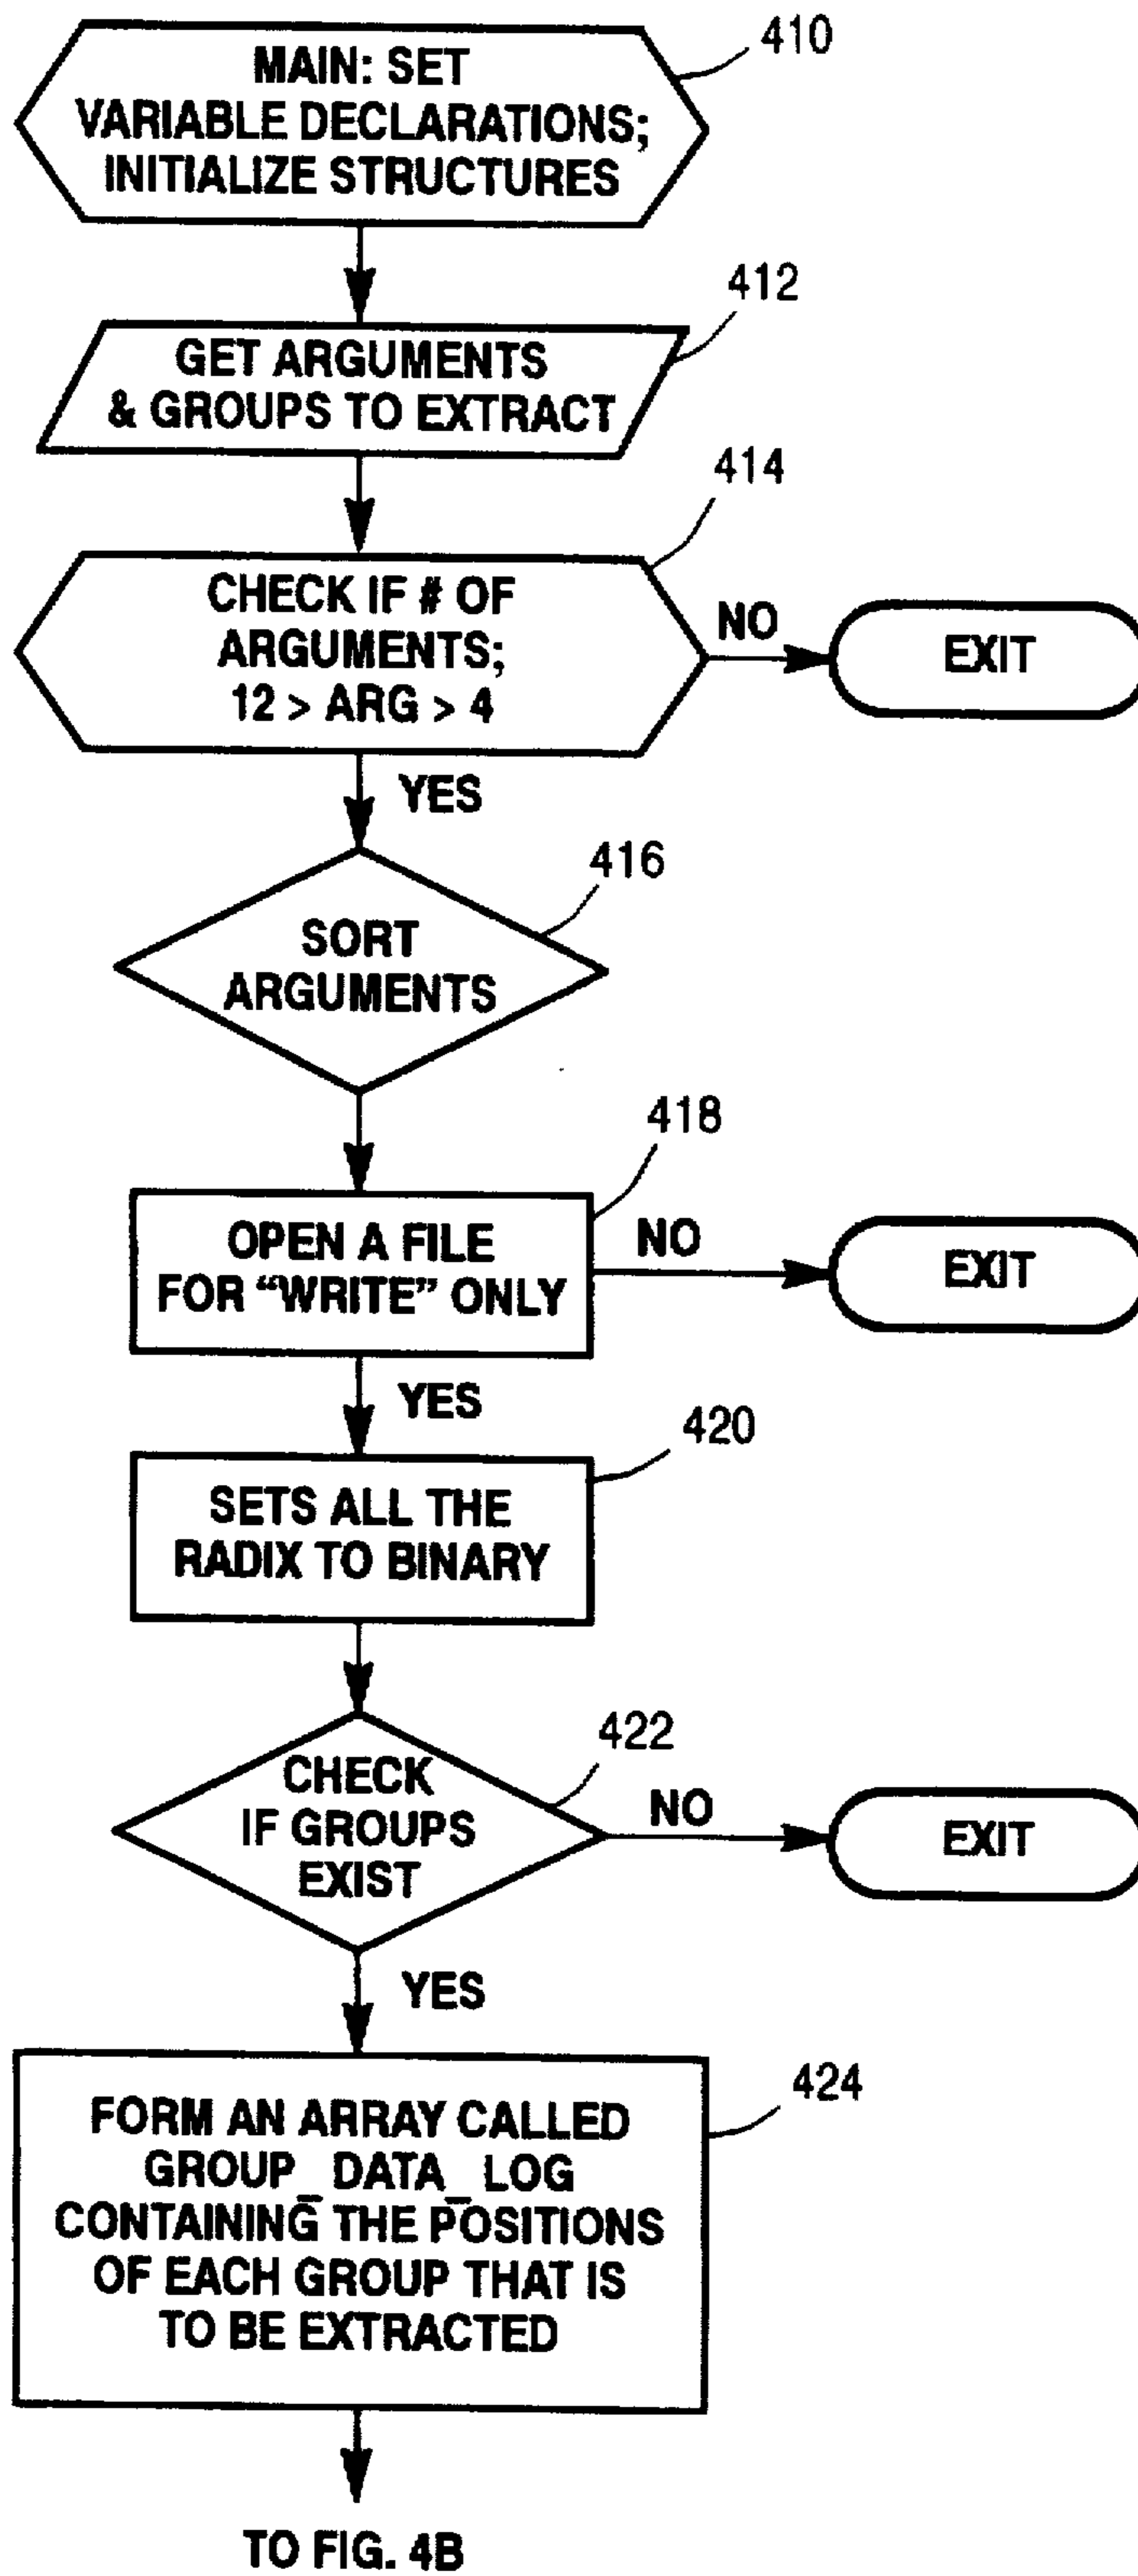 410
MAIN: SET
VARIABLE DECLARATIONS;
INITIALIZE STRUCTURES
412
GET ARGUMENTS
& GROUPS TO EXTRACT
414
CHECK IF # OF
ARGUMENTS;
12 > ARG > 4
NO
EXIT
YES
416
SORT
ARGUMENTS
418
OPEN A FILE
FOR “WRITE” ONLY
NO
EXIT
YES
420
SETS ALL THE
RADIX TO BINARY
422
CHECK
IF GROUPS
EXIST
NO
EXIT
YES
424
FORM AN ARRAY CALLED
GROUP_DATA_LOG
CONTAINING THE POSITIONS
OF EACH GROUP THAT IS
TO BE EXTRACTED
TO FIG. 4B